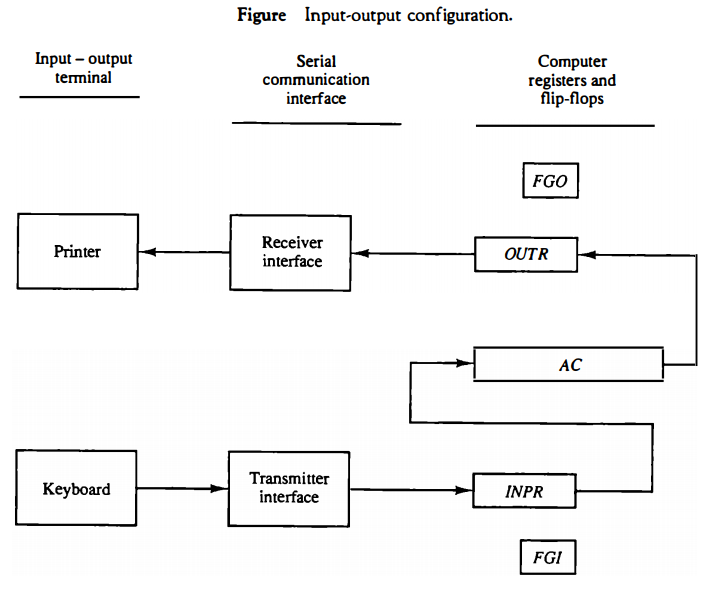 Figure Input-output configuration.
Input – output
terminal
Serial
communication
interface
Computer
registers and
flip-flops
FGO
Printer
Receiver
interface
OUTR
AC
Keyboard
Transmitter
interface
INPR
FGI